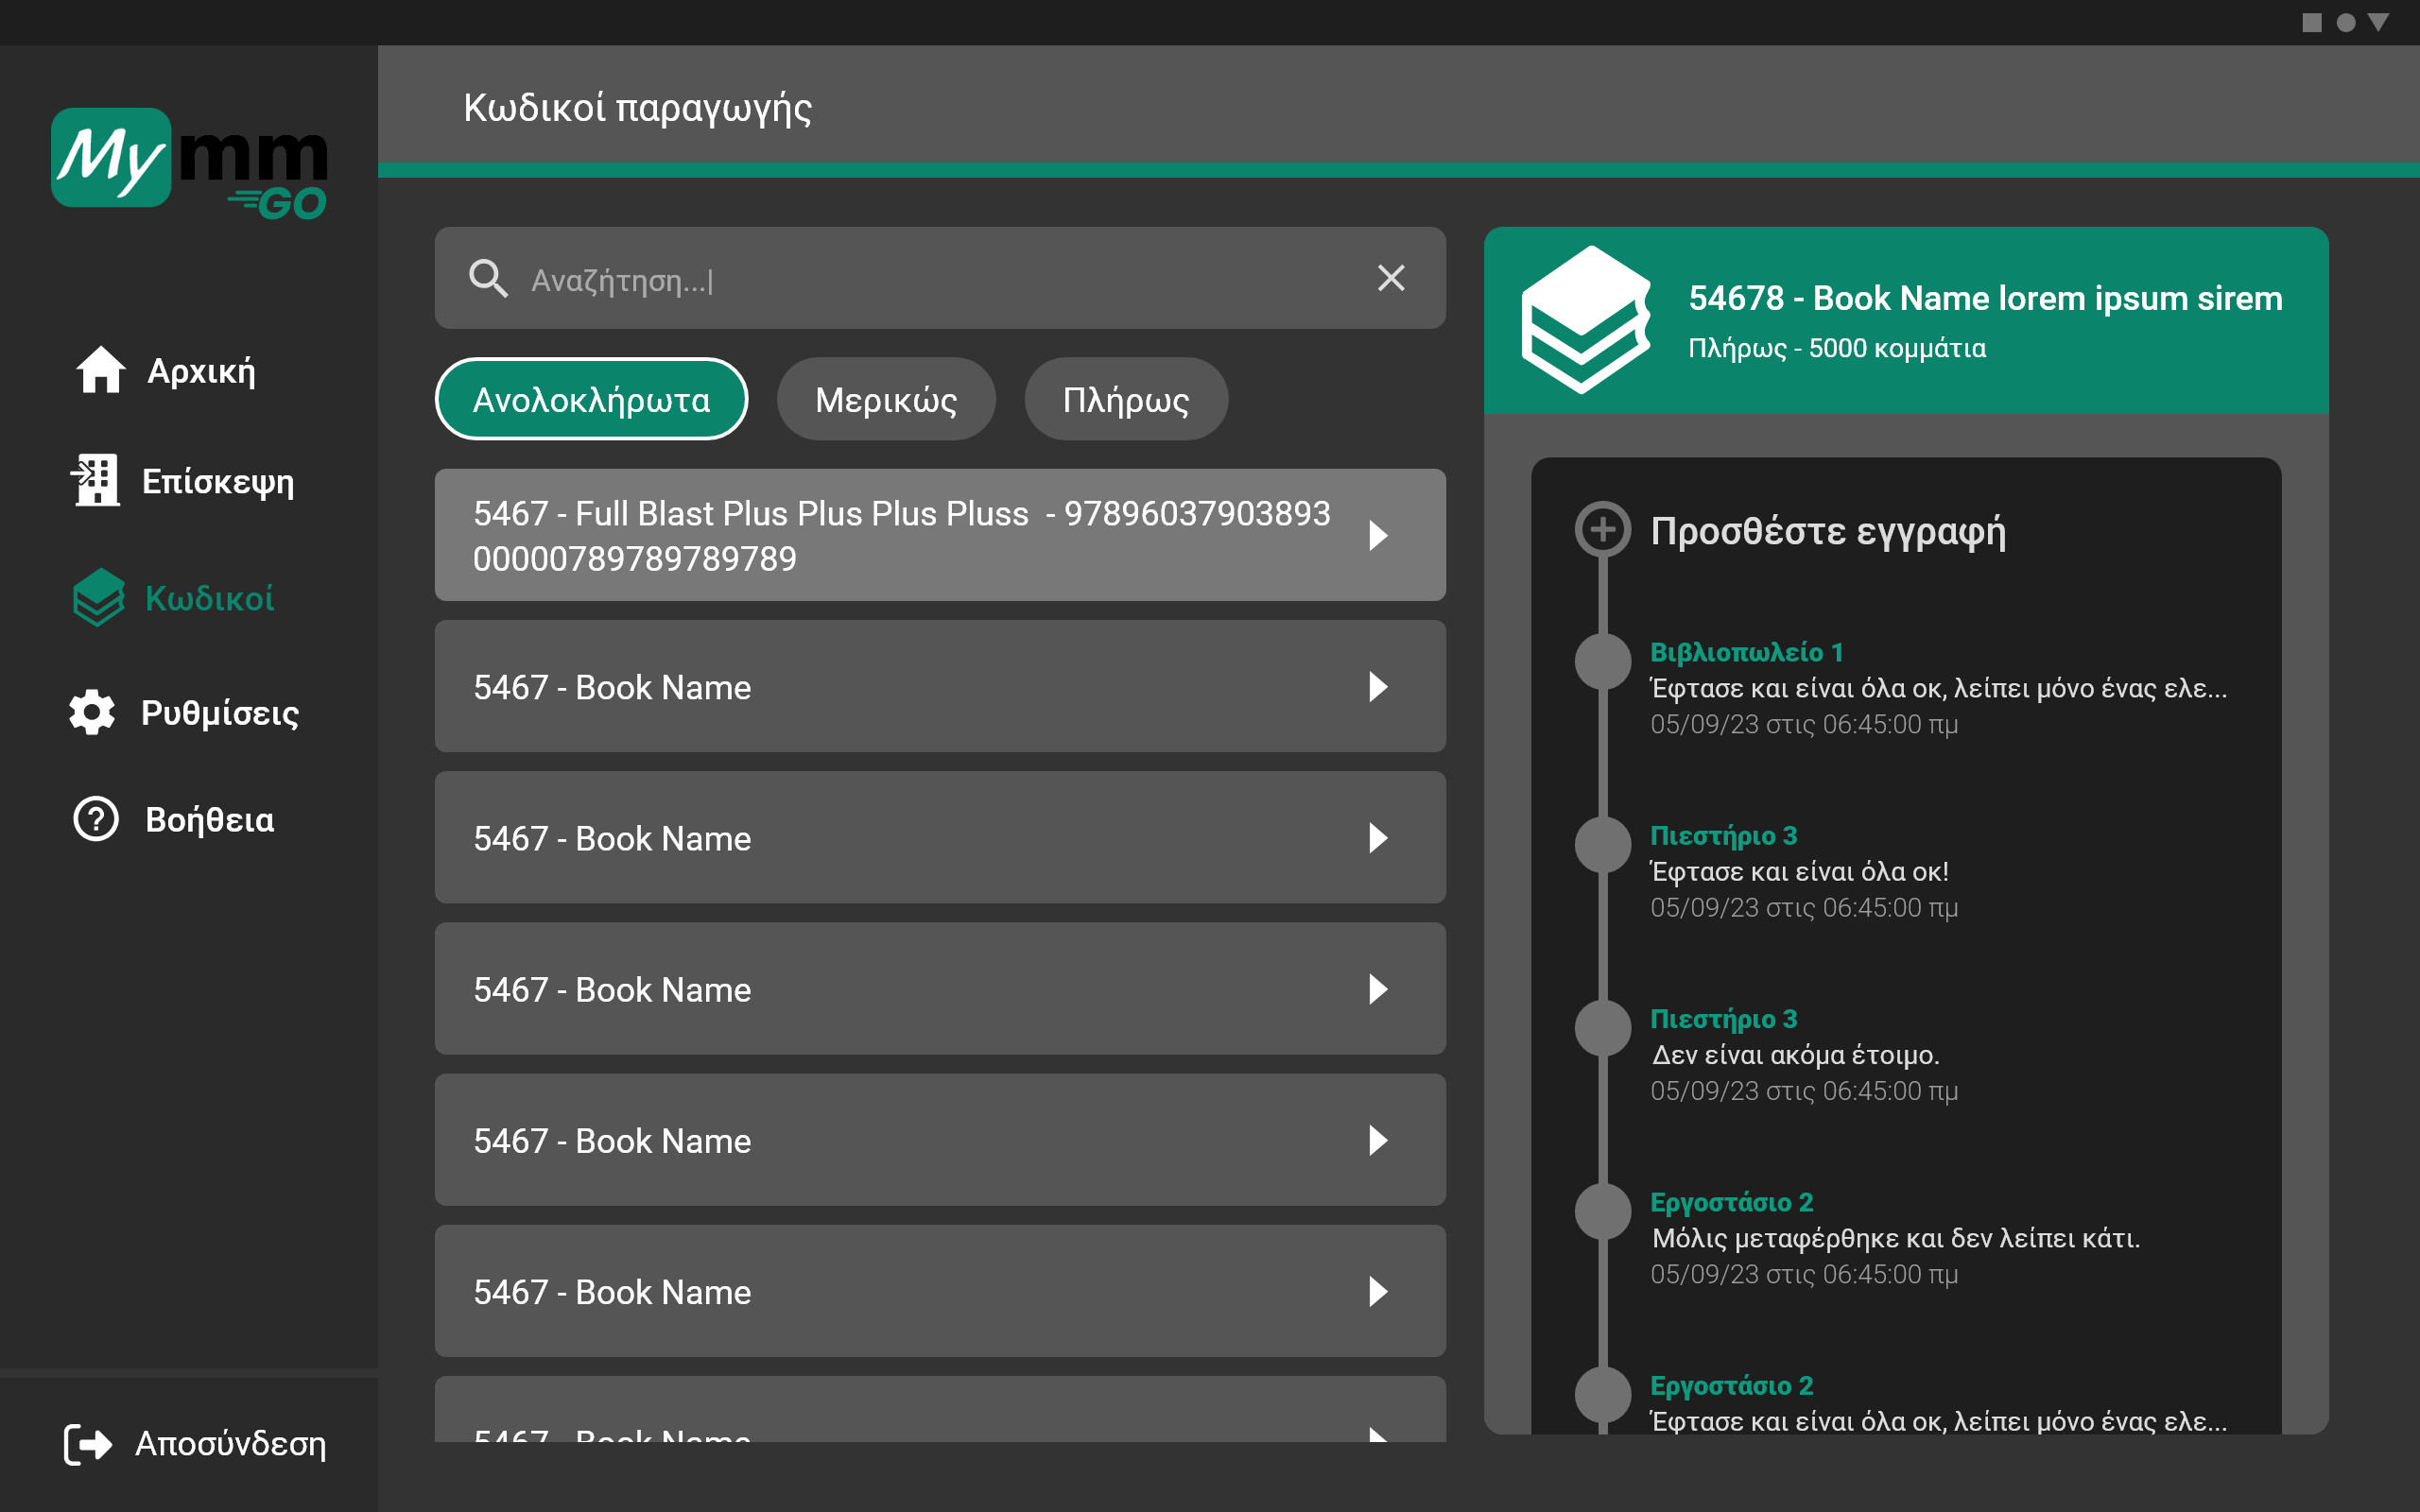 My mm
GO
Αρχική
Επίσκεψη
Κωδικοί
Ρυθμίσεις
? Βοήθεια
Αποσύνδεση
Κωδικοί παραγωγής
Αναζήτηση...|
Ανολοκλήρωτα
Μερικώς
Πλήρως
5467 - Full Blast Plus Plus Plus Pluss - 97896037903893
00000789789789789
5467 - Book Name
5467 - Book Name
5467 - Book Name
5467 - Book Name
5467 - Book Name
5467 - Book Name
54678 - Book Name lorem ipsum sirem
Πλήρως - 5000 κομμάτια
Προσθέστε εγγραφή
Βιβλιοπωλείο 1
Έφτασε και είναι όλα οκ, λείπει μόνο ένας ελε...
05/09/23 στις 06:45:00 πμ
Πιεστήριο 3
Έφτασε και είναι όλα οκ!
05/09/23 στις 06:45:00 πμ
Πιεστήριο 3
Δεν είναι ακόμα έτοιμο.
05/09/23 στις 06:45:00 πμ
Εργοστάσιο 2
Μόλις μεταφέρθηκε και δεν λείπει κάτι.
05/09/23 στις 06:45:00 πμ
Εργοστάσιο 2
Έφτασε και είναι όλα οκ, λείπει μόνο ένας ελε...